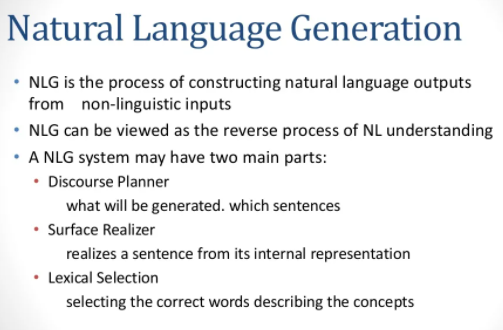 Natural Language Generation
• NLG is the process of constructing natural language outputs
from non-linguistic inputs
• NLG can be viewed as the reverse process of NL understanding
• A NLG system may have two main parts:
• Discourse Planner
what will be generated. which sentences
• Surface Realizer
realizes a sentence from its internal representation
• Lexical Selection
selecting the correct words describing the concepts